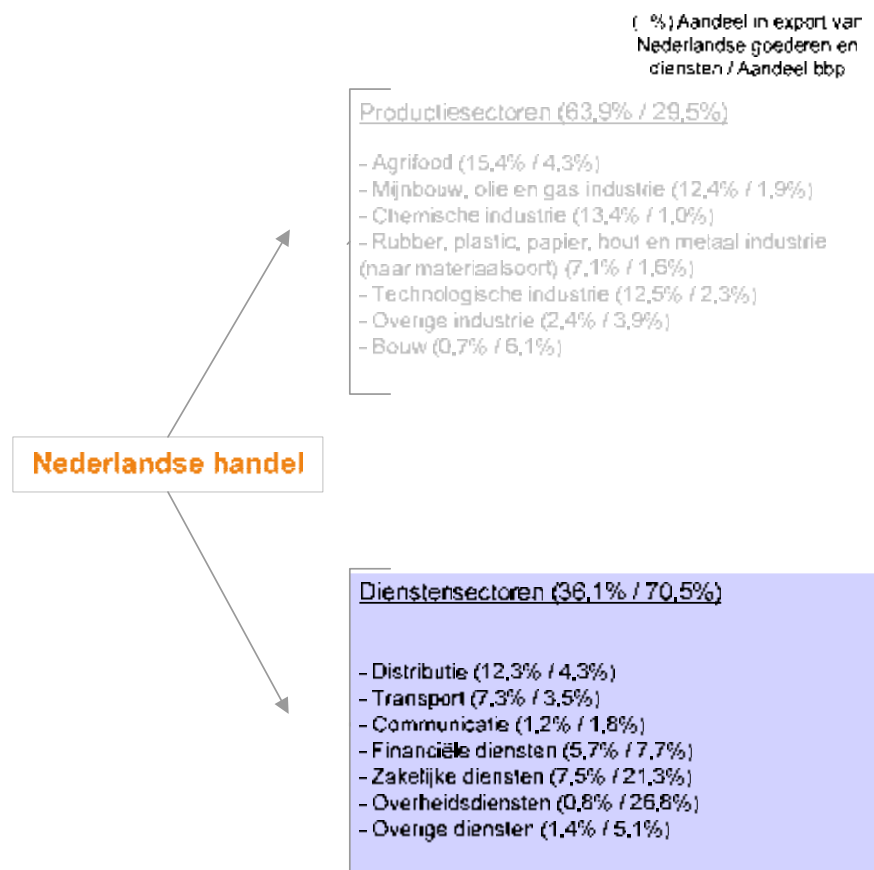 ( %) Aandeel in export van
Nederlandse goederen en
diensten / Aandeel bbp
Productiesectoren (63,9% / 29,5%)
- Agrifood (15,4% / 4,3%)
- Mijnbouw, olie en gas industrie (12,4% / 1,9%)
- Chemische industrie (13,4% / 1,0%)
- Rubber, plastic, papier, hout en metaal industrie
(naar materiaalsoort) (7,1% / 1,6%)
- Technologische industrie (12,5% / 2,3%)
- Overige industrie (2,4% / 3,9%)
- Bouw (0,7% / 6,1%)
Nederlandse handel
Dienstensectoren (36,1% / 70,5%)
- Distributie (12,3% / 4,3%)
- Transport (7,3% / 3,5%)
- Communicatie (1,2% / 1,8%)
- Financiële diensten (5,7% / 7,7%)
- Zakelijke diensten (7,5% / 21,3%)
- Overheidsdiensten (0,8% / 26,8%)
- Overige diensten (1,4% / 5,1%)